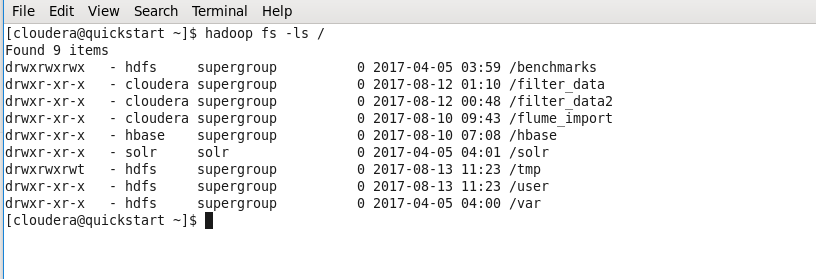 File Edit View Search Terminal Help
[cloudera@quickstart ~]$ hadoop fs -ls /
Found 9 items
drwxrwxrwx   - hdfs     supergroup          0 2017-04-05 03:59 /benchmarks
drwxr-xr-x   - cloudera supergroup          0 2017-08-12 01:10 /filter_data
drwxr-xr-x   - cloudera supergroup          0 2017-08-12 00:48 /filter_data2
drwxr-xr-x   - cloudera supergroup          0 2017-08-10 09:43 /flume_import
drwxr-xr-x   - hbase    supergroup          0 2017-08-10 07:08 /hbase
drwxr-xr-x   - solr     solr                0 2017-04-05 04:01 /solr
drwxrwxrwt   - hdfs     supergroup          0 2017-08-13 11:23 /tmp
drwxr-xr-x   - hdfs     supergroup          0 2017-08-13 11:23 /user
drwxr-xr-x   - hdfs     supergroup          0 2017-04-05 04:00 /var
[cloudera@quickstart ~]$